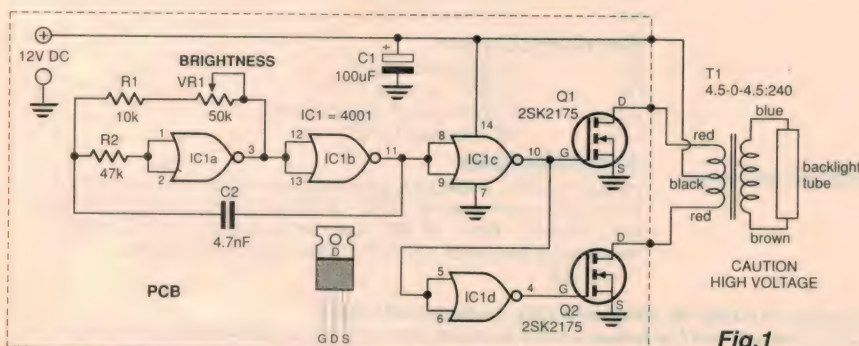 12V DC
BRIGHTNESS
R1
10k
VR1
50k
IC1 = 4001
C1
+
100uF
R2
47k
1
2
IC1a
3
12
13
IC1b
11
8
9
IC1c
14
7
10
Q1
2SK2175
D
G
S
T1
4.5-0-4.5:240
red
black
red
blue
brown
backlight
tube
C2
4.7nF
D
G D S
PCB
5
6
IC1d
4
Q2
2SK2175
D
G
S
CAUTION
HIGH VOLTAGE
Fig.1